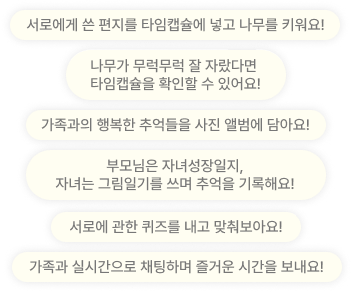 서로에게 쓴 편지를 타임캡슐에 넣고 나무를 키워요!
나무가 무럭무럭 잘 자랐다면
타임캡슐을 확인할 수 있어요!
가족과의 행복한 추억들을 사진 앨범에 담아요!
부모님은 자녀성장일지,
자녀는 그림일기를 쓰며 추억을 기록해요!
서로에 관한 퀴즈를 내고 맞춰보아요!
가족과 실시간으로 채팅하며 즐거운 시간을 보내요!